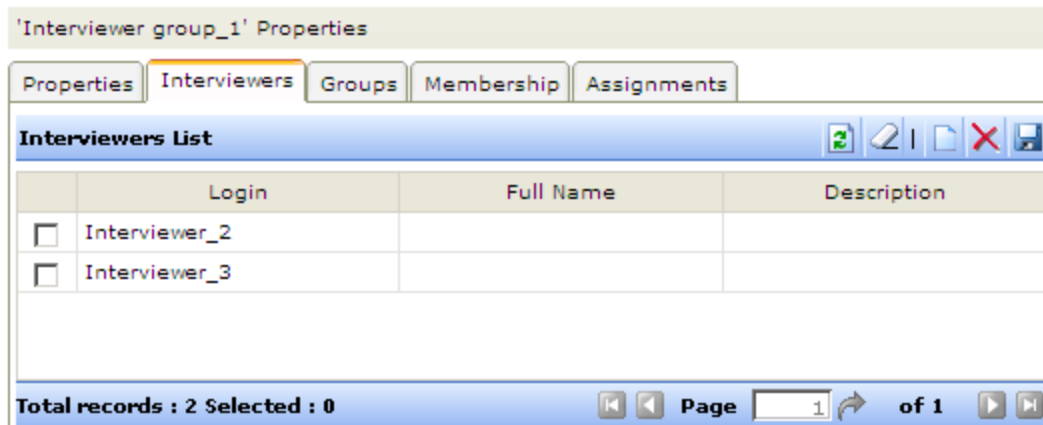 'Interviewer group_1' Properties
Properties Interviewers Groups Membership Assignments
Interviewers List
Login Full Name Description
Interviewer_2
Interviewer_3
Total records : 2 Selected : 0 Page 1 of 1